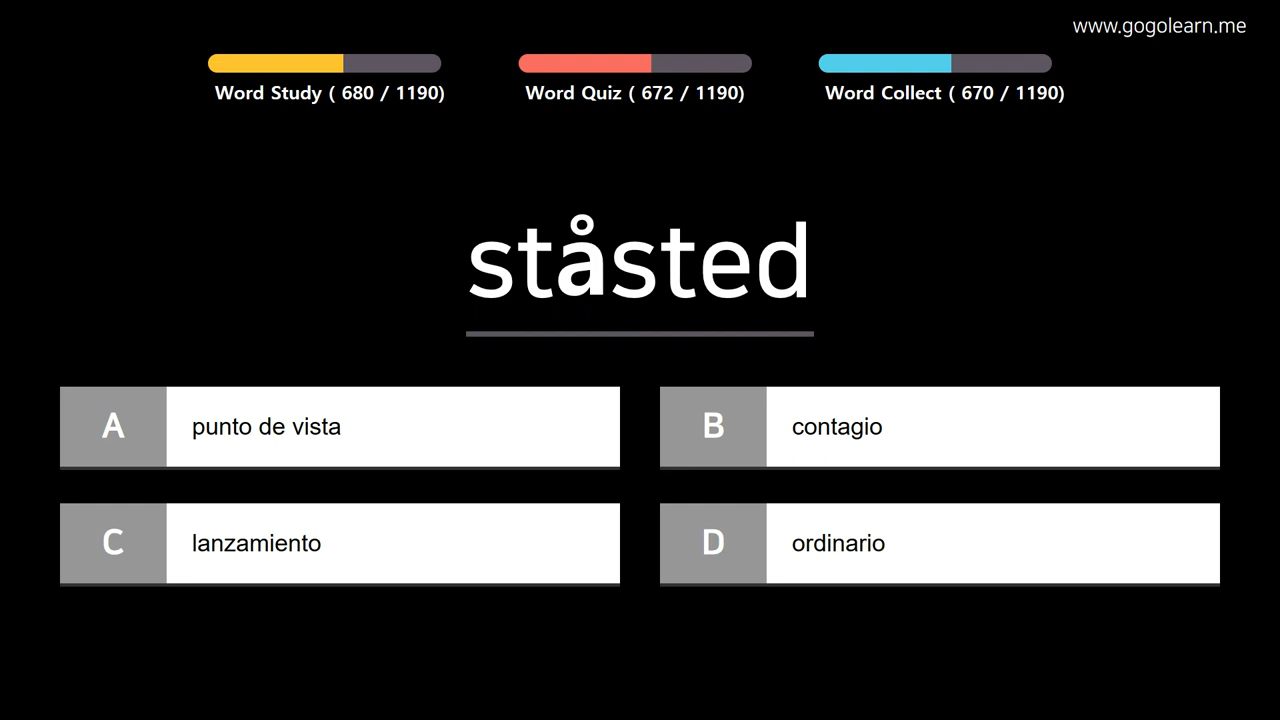 www.gogolearn.me
Word Study ( 680 / 1190)
Word Quiz ( 672 / 1190)
Word Collect ( 670 / 1190)
ståsted
A punto de vista
B contagio
C lanzamiento
D ordinario